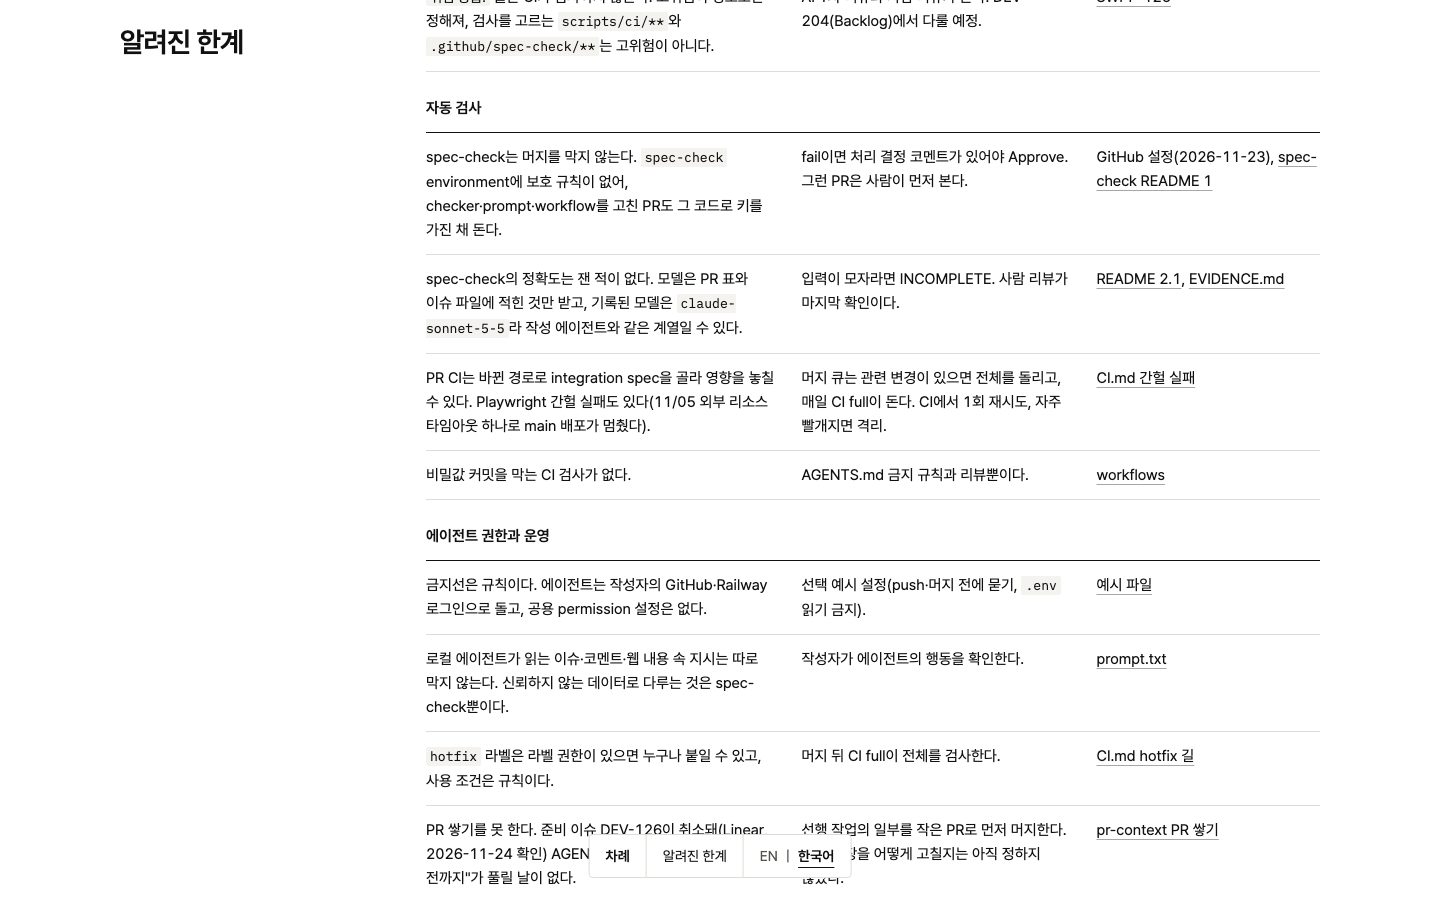 알려진 한계
정해져, 검사를 고르는 scripts/ci/** 와
.github/spec-check/** 는 고위험이 아니다.
204(Backlog)에서 다룰 예정.
자동 검사
spec-check는 머지를 막지 않는다. spec-check
environment에 보호 규칙이 없어,
checker·prompt·workflow를 고친 PR도 그 코드로 키를
가진 채 돈다.
fail이면 처리 결정 코멘트가 있어야 Approve.
그런 PR은 사람이 먼저 본다.
GitHub 설정(2026-11-23), spec-
check README 1
spec-check의 정확도는 잰 적이 없다. 모델은 PR 표와
이슈 파일에 적힌 것만 받고, 기록된 모델은 claude-
sonnet-5-5 라 작성 에이전트와 같은 계열일 수 있다.
입력이 모자라면 INCOMPLETE. 사람 리뷰가
마지막 확인이다.
README 2.1, EVIDENCE.md
PR CI는 바뀐 경로로 integration spec을 골라 영향을 놓칠
수 있다. Playwright 간헐 실패도 있다(11/05 외부 리소스
타임아웃 하나로 main 배포가 멈췄다).
머지 큐는 관련 변경이 있으면 전체를 돌리고,
매일 CI full이 돈다. CI에서 1회 재시도, 자주
빨개지면 격리.
CI.md 간헐 실패
비밀값 커밋을 막는 CI 검사가 없다.
AGENTS.md 금지 규칙과 리뷰뿐이다.
workflows
에이전트 권한과 운영
금지선은 규칙이다. 에이전트는 작성자의 GitHub·Railway
로그인으로 돌고, 공용 permission 설정은 없다.
선택 예시 설정(push·머지 전에 묻기, .env
읽기 금지).
예시 파일
로컬 에이전트가 읽는 이슈·코멘트·웹 내용 속 지시는 따로
막지 않는다. 신뢰하지 않는 데이터로 다루는 것은 spec-
check뿐이다.
작성자가 에이전트의 행동을 확인한다.
prompt.txt
hotfix 라벨은 라벨 권한이 있으면 누구나 붙일 수 있고,
사용 조건은 규칙이다.
머지 뒤 CI full이 전체를 검사한다.
CI.md hotfix 길
PR 쌓기를 못 한다. 준비 이슈 DEV-126이 취소돼(Linear
2026-11-24 확인) AGEN
전까지"가 풀릴 날이 없다.
선행 작업의 일부를 작은 PR로 먼저 머지한다.
을 어떻게 고칠지는 아직 정하지
않았다.
pr-context PR 쌓기
차례
알려진 한계
EN | 한국어